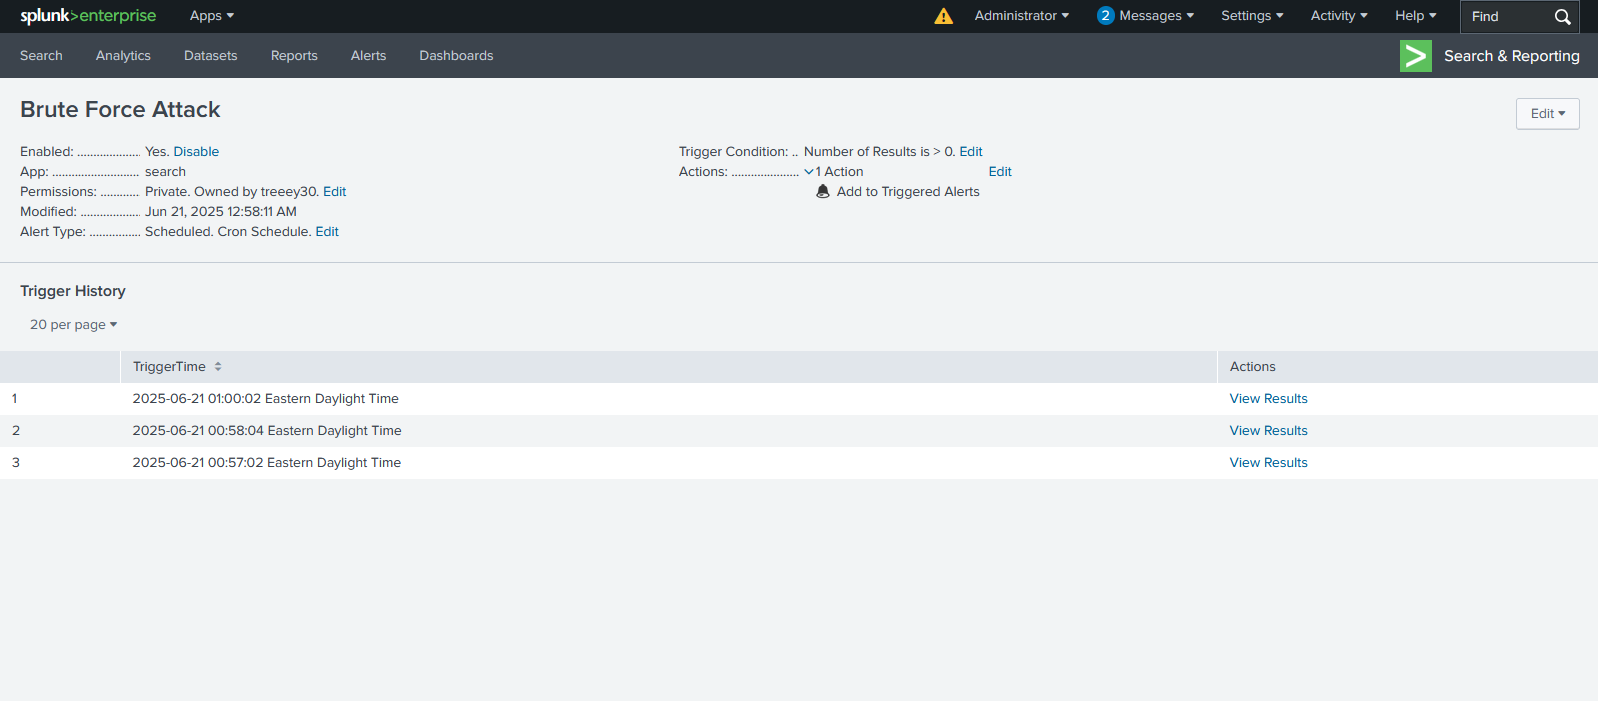 splunk>enterprise Apps Administrator 2 Messages Settings Activity Help Find
Search Analytics Datasets Reports Alerts Dashboards Search & Reporting
Brute Force Attack
Edit
Enabled: ................... Yes. Disable
App: ........................... search
Permissions: ............ Private. Owned by treeey30. Edit
Modified: ................... Jun 21, 2025 12:58:11 AM
Alert Type: ................ Scheduled. Cron Schedule. Edit
Trigger Condition: .. Number of Results is > 0. Edit
Actions: ..................... 1 Action Edit
Add to Triggered Alerts
Trigger History
20 per page
TriggerTime Actions
1 2025-06-21 01:00:02 Eastern Daylight Time View Results
2 2025-06-21 00:58:04 Eastern Daylight Time View Results
3 2025-06-21 00:57:02 Eastern Daylight Time View Results